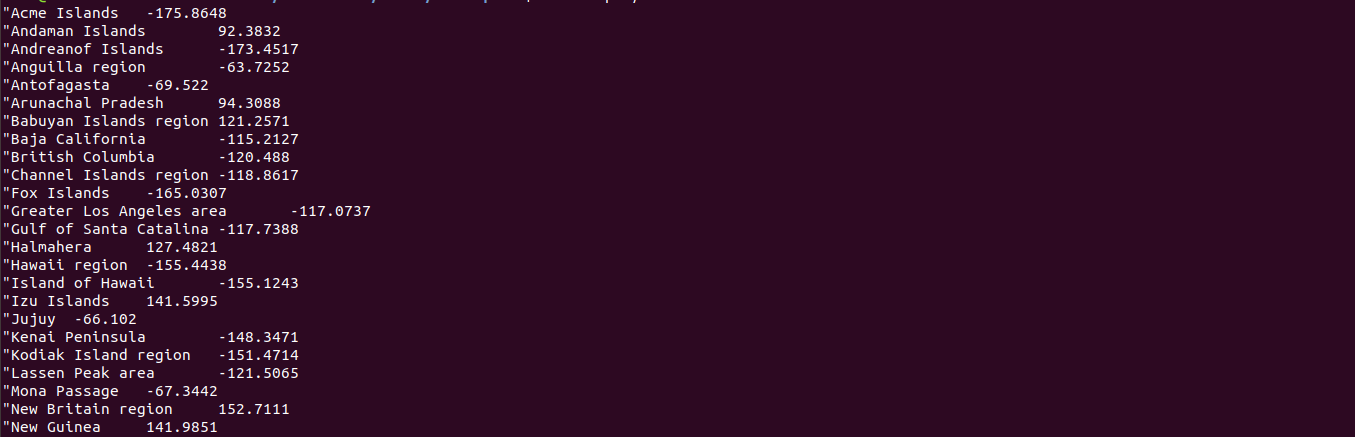 "Acme Islands	-175.8648
"Andaman Islands	92.3832
"Andreanof Islands	-173.4517
"Anguilla region	-63.7252
"Antofagasta	-69.522
"Arunachal Pradesh	94.3088
"Babuyan Islands region	121.2571
"Baja California	-115.2127
"British Columbia	-120.488
"Channel Islands region	-118.8617
"Fox Islands	-165.0307
"Greater Los Angeles area	-117.0737
"Gulf of Santa Catalina	-117.7388
"Halmahera	127.4821
"Hawaii region	-155.4438
"Island of Hawaii	-155.1243
"Izu Islands	141.5995
"Jujuy	-66.102
"Kenai Peninsula	-148.3471
"Kodiak Island region	-151.4714
"Lassen Peak area	-121.5065
"Mona Passage	-67.3442
"New Britain region	152.7111
"New Guinea	141.9851